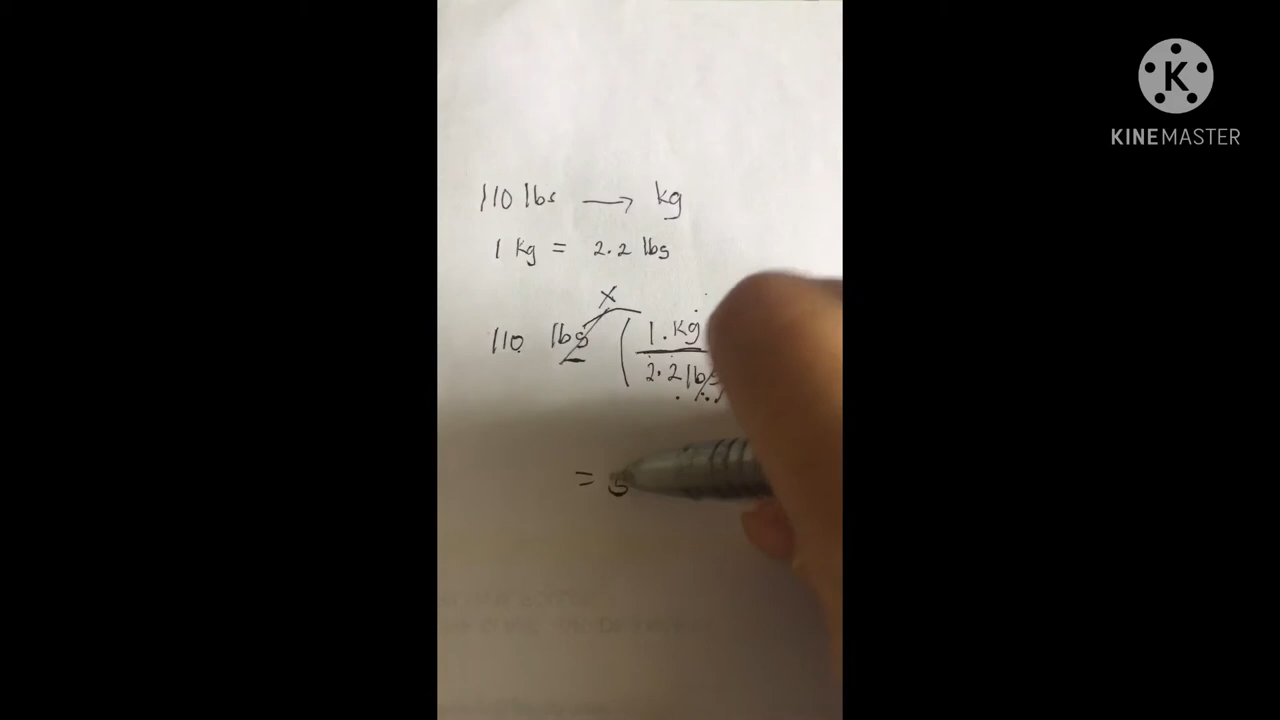 110 lbs → kg
1 kg = 2.2 lbs
x
110 lbs ( 1. kg
2.2 lbs
= 5
K
KINEMASTER